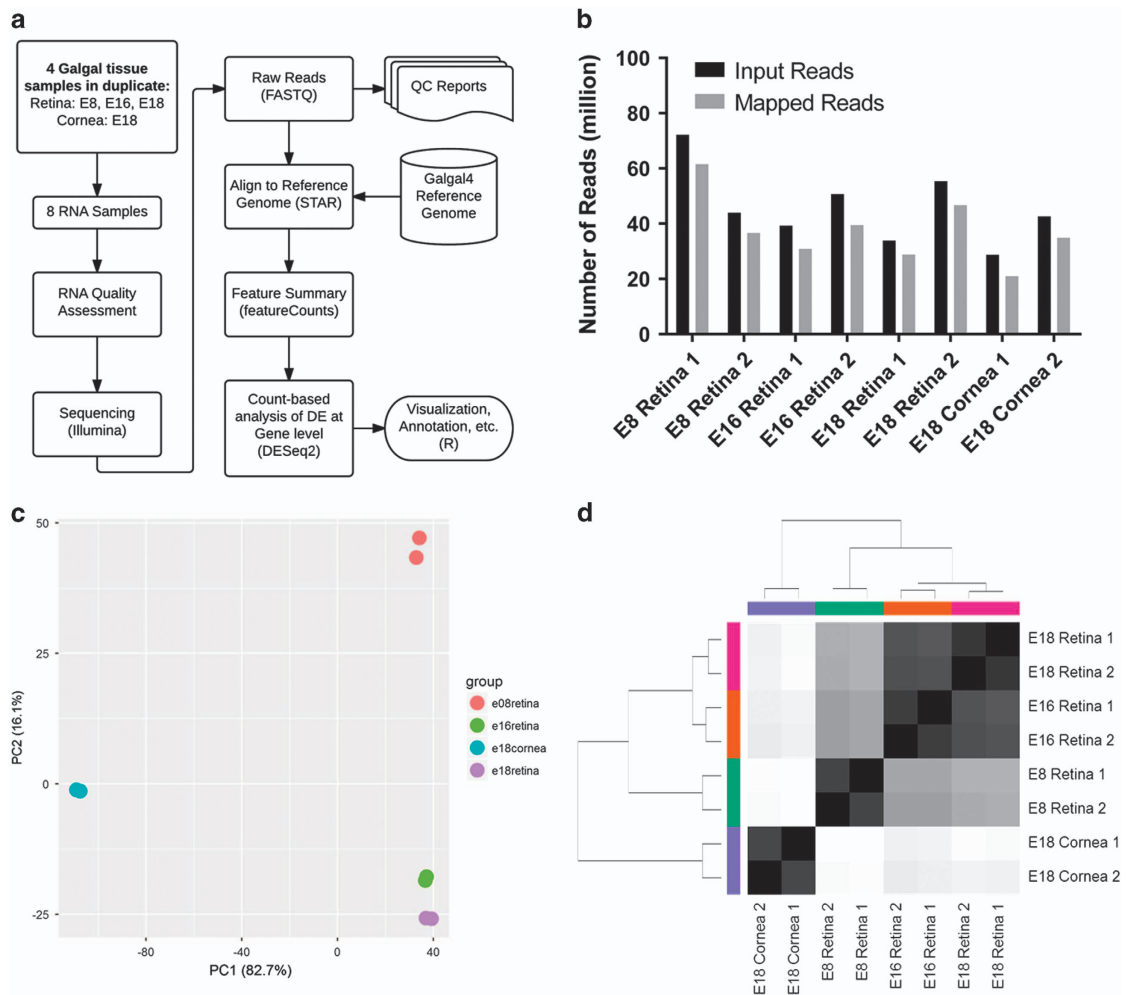 a
4 Galgal tissue
samples in duplicate:
Retina: E8, E16, E18
Cornea: E18
8 RNA Samples
RNA Quality
Assessment
Sequencing
(Illumina)
Raw Reads
(FASTQ)
QC Reports
Align to Reference
Genome (STAR)
Galgal4
Reference
Genome
Feature Summary
(featureCounts)
Count-based
analysis of DE at
Gene level
(DESeq2)
Visualization,
Annotation, etc.
(R)
b
Number of Reads (million)
100
80
60
40
20
0
Input Reads
Mapped Reads
E8 Retina 1
E8 Retina 2
E16 Retina 1
E16 Retina 2
E18 Retina 1
E18 Retina 2
E18 Cornea 1
E18 Cornea 2
c
PC2 (16.1%)
50
25
0
-25
-80
-40
0
40
PC1 (82.7%)
group
e08retina
e16retina
e18cornea
e18retina
d
E18 Retina 1
E18 Retina 2
E16 Retina 1
E16 Retina 2
E8 Retina 1
E8 Retina 2
E18 Cornea 1
E18 Cornea 2
E18 Cornea 2
E18 Cornea 1
E8 Retina 2
E8 Retina 1
E16 Retina 2
E16 Retina 1
E18 Retina 2
E18 Retina 1